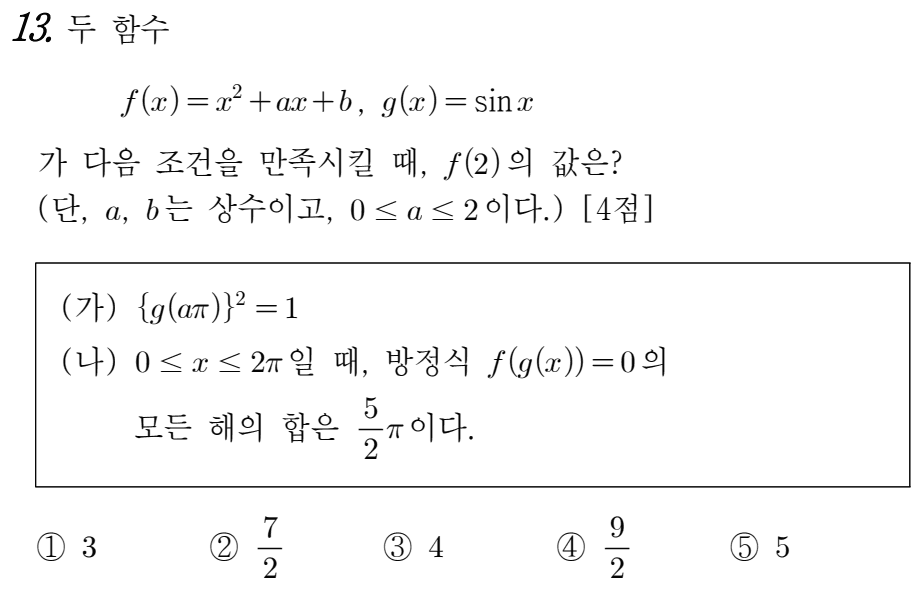 13. 두 함수
f(x)=x²+ax+b, g(x)=sin x
가 다음 조건을 만족시킬 때, f(2)의 값은?
(단, a, b는 상수이고, 0≤a≤2이다.) [4점]
(가) {g(aπ)}²=1
(나) 0≤x≤2π일 때, 방정식 f(g(x))=0의
모든 해의 합은 5/2 π이다.
① 3 ② 7/2 ③ 4 ④ 9/2 ⑤ 5